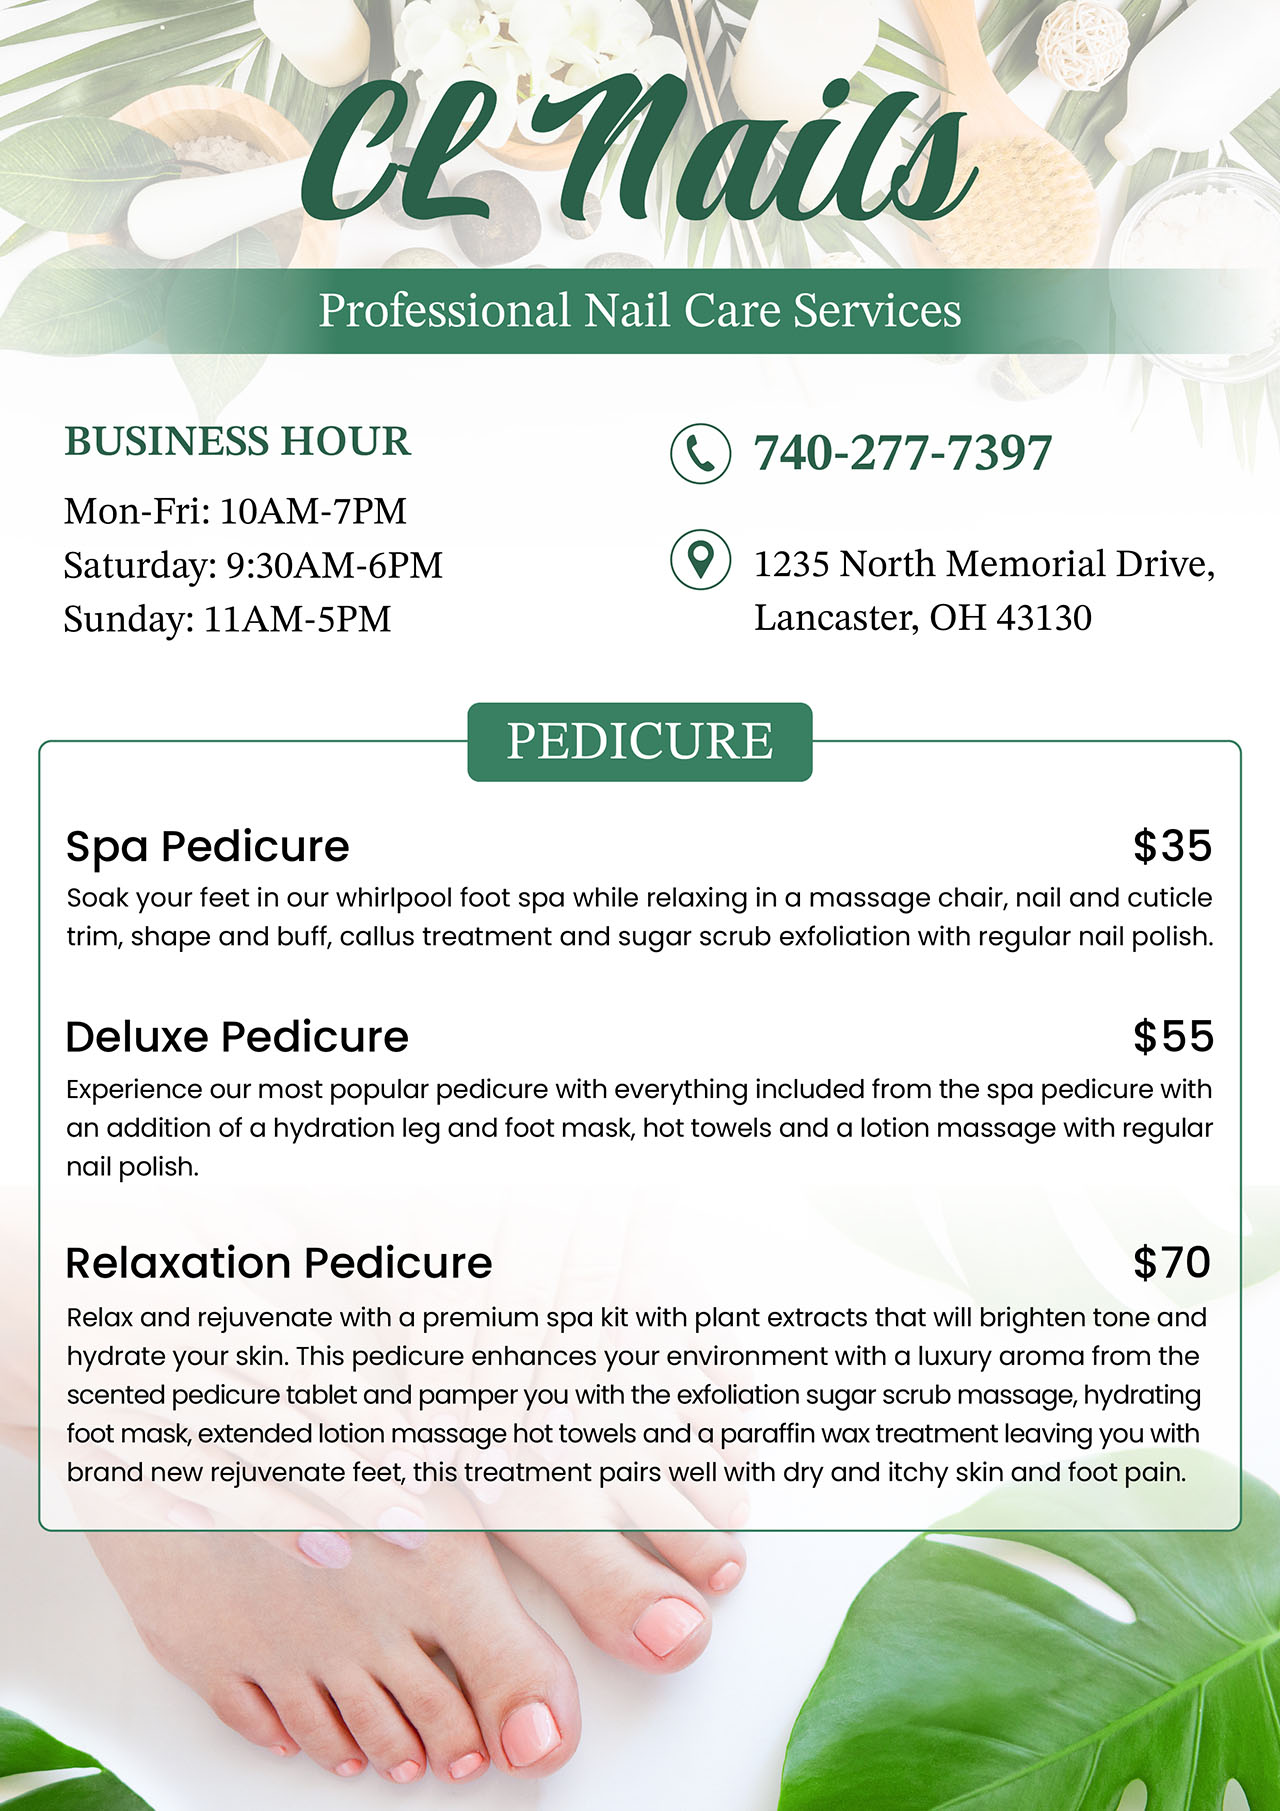 CL Nails
Professional Nail Care Services
BUSINESS HOUR
Mon-Fri: 10AM-7PM
Saturday: 9:30AM-6PM
Sunday: 11AM-5PM
740-277-7397
1235 North Memorial Drive,
Lancaster, OH 43130
PEDICURE
Spa Pedicure $35
Soak your feet in our whirlpool foot spa while relaxing in a massage chair, nail and cuticle
trim, shape and buff, callus treatment and sugar scrub exfoliation with regular nail polish.
Deluxe Pedicure $55
Experience our most popular pedicure with everything included from the spa pedicure with
an addition of a hydration leg and foot mask, hot towels and a lotion massage with regular
nail polish.
Relaxation Pedicure $70
Relax and rejuvenate with a premium spa kit with plant extracts that will brighten tone and
hydrate your skin. This pedicure enhances your environment with a luxury aroma from the
scented pedicure tablet and pamper you with the exfoliation sugar scrub massage, hydrating
foot mask, extended lotion massage hot towels and a paraffin wax treatment leaving you with
brand new rejuvenate feet, this treatment pairs well with dry and itchy skin and foot pain.